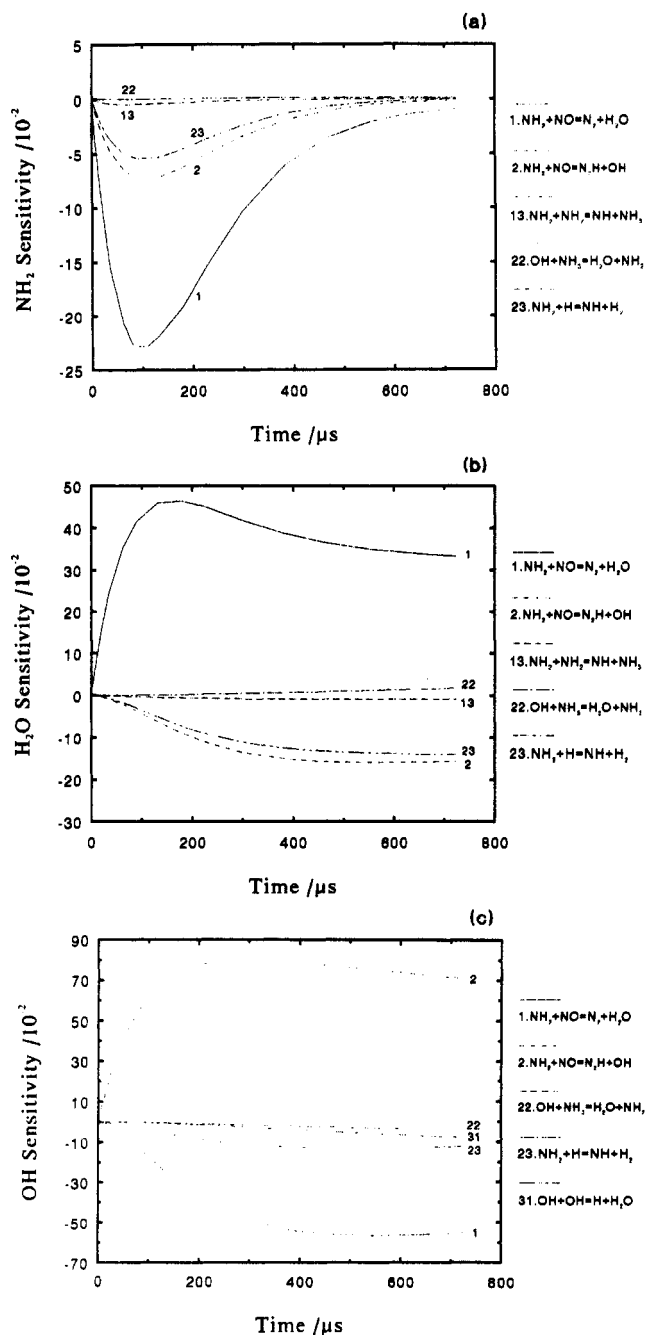 (a)
5
0
-5
-10
-15
-20
-25
NH₂ Sensitivity /10⁻²
22
13
23
2
1
0
200
400
600
800
Time /µs
1.NH₂+NO=N₂+H₂O
2.NH₂+NO=N₂H+OH
13.NH₂+NH₂=NH+NH₃
22.OH+NH₃=H₂O+NH₂
23.NH₂+H=NH+H₂
(b)
50
40
30
20
10
0
-10
-20
-30
H₂O Sensitivity /10⁻²
1
22
13
23
2
0
200
400
600
800
Time /µs
1.NH₂+NO=N₂+H₂O
2.NH₂+NO=N₂H+OH
13.NH₂+NH₂=NH+NH₃
22.OH+NH₃=H₂O+NH₂
23.NH₂+H=NH+H₂
(c)
90
70
50
30
10
-10
-30
-50
-70
OH Sensitivity /10⁻²
2
22
31
23
1
0
200
400
600
800
Time /µs
1.NH₂+NO=N₂+H₂O
2.NH₂+NO=N₂H+OH
22.OH+NH₃=H₂O+NH₂
23.NH₂+H=NH+H₂
31.OH+OH=H+H₂O